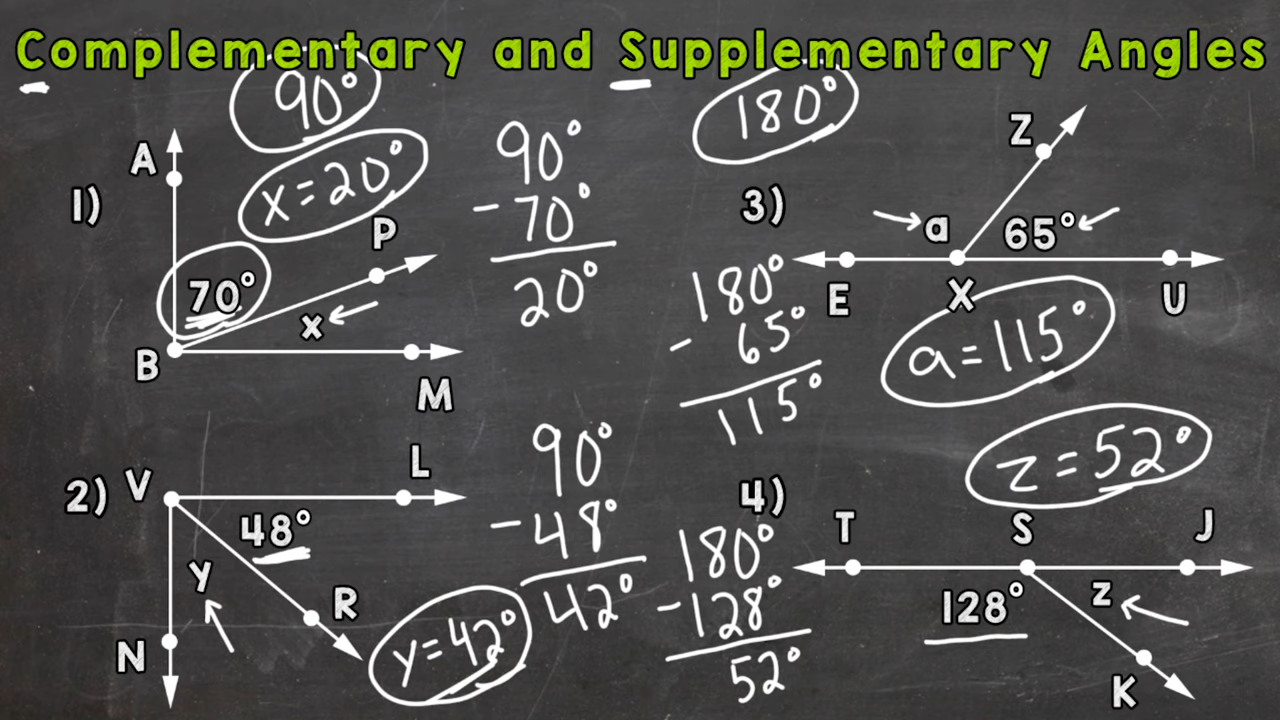 Complementary and Supplementary Angles
90°
180°
1)
A
70°
P
x
B
M
x=20°
90°
-70°
20°
3)
Z
a
65°
E
X
U
180°
- 65°
115°
a=115°
2)
V
L
48°
y
R
N
90°
-48°
42°
y=42°
4)
T
S
J
128°
z
K
180°
-128°
52°
z=52°